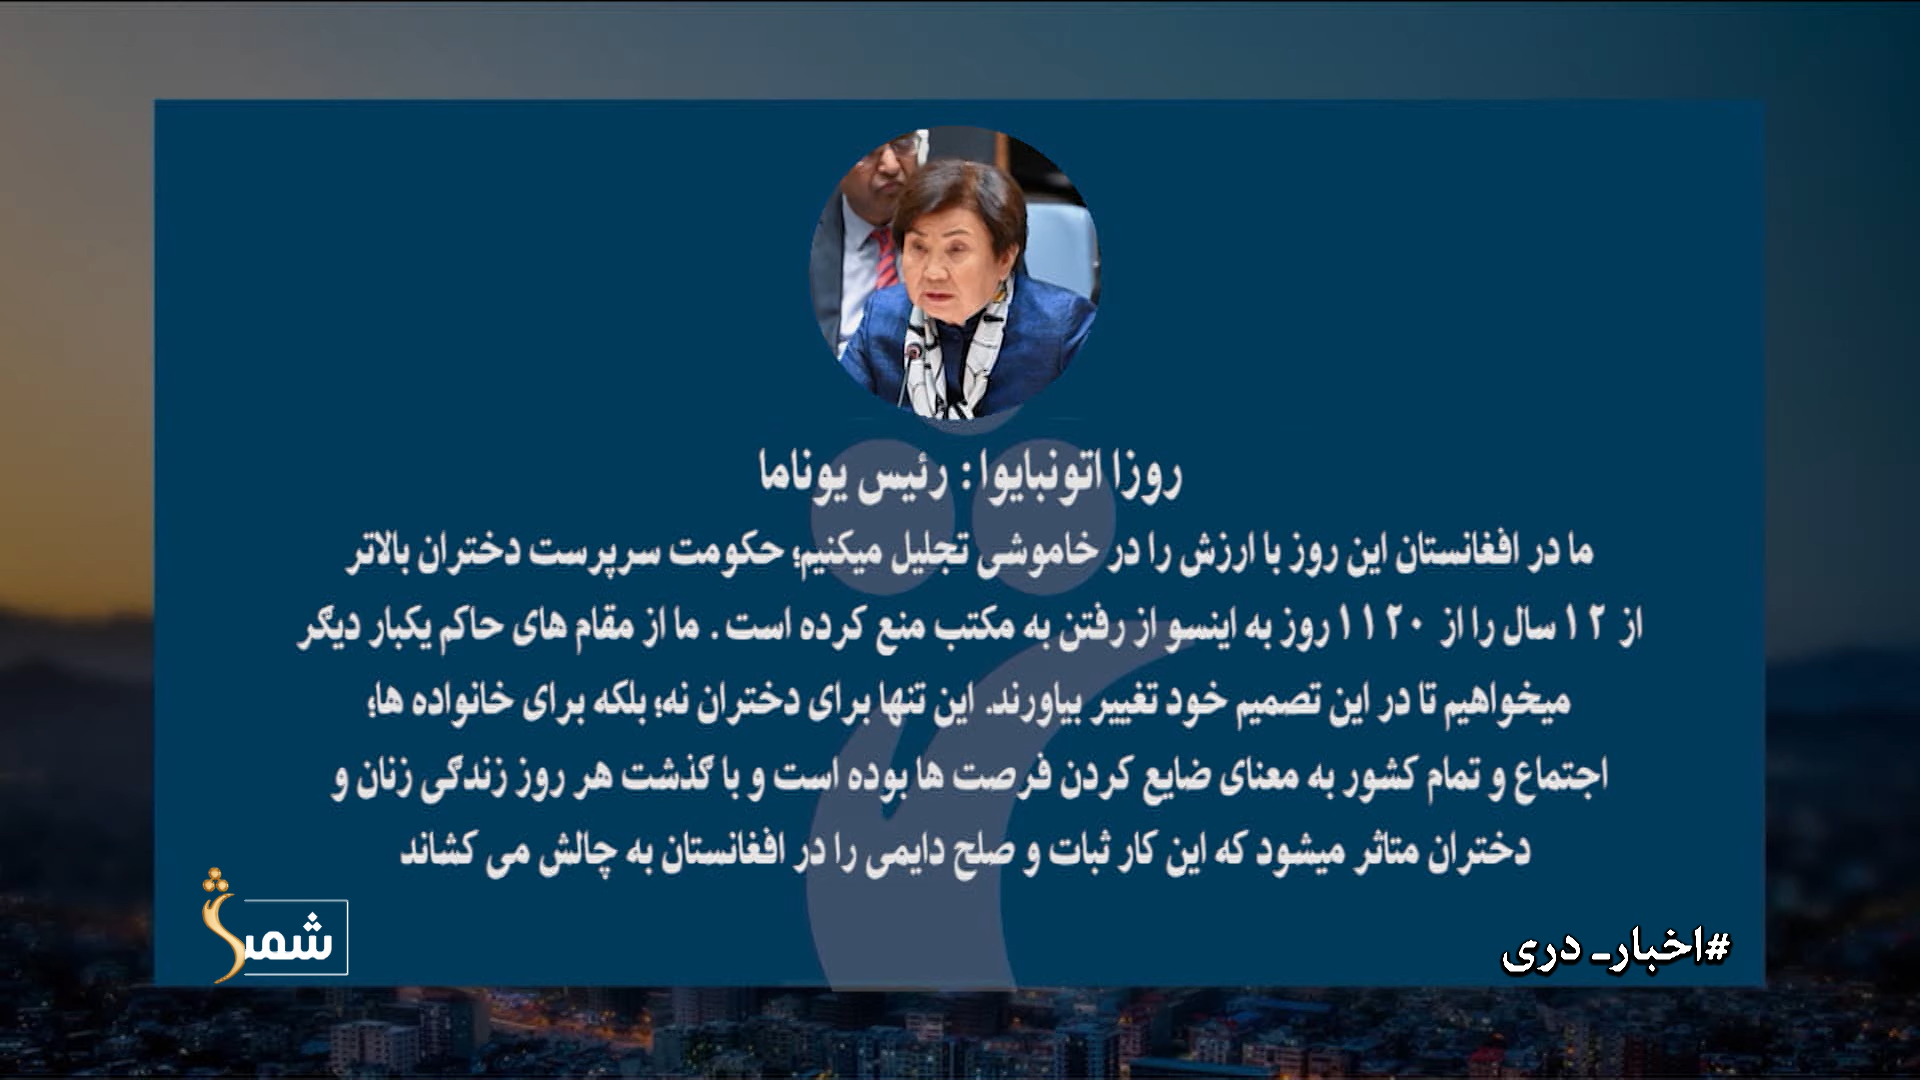 روزا اتونبایوا : رئیس یوناما
ما در افغانستان این روز با ارزش را در خاموشی تجلیل میکنیم؛ حکومت سرپرست دختران بالاتر
از ۱۲ سال را از ۱۱۲۰ روز به اینسو از رفتن به مکتب منع کرده است . ما از مقام های حاکم یکبار دیگر
میخواهیم تا در این تصمیم خود تغییر بیاورند. این تنها برای دختران نه؛ بلکه برای خانواده ها؛
اجتماع و تمام کشور به معنای ضایع کردن فرصت ها بوده است و با گذشت هر روز زندگی زنان و
دختران متاثر میشود که این کار ثبات و صلح دایمی را در افغانستان به چالش می کشاند
#اخبار_ دری
شمشاد